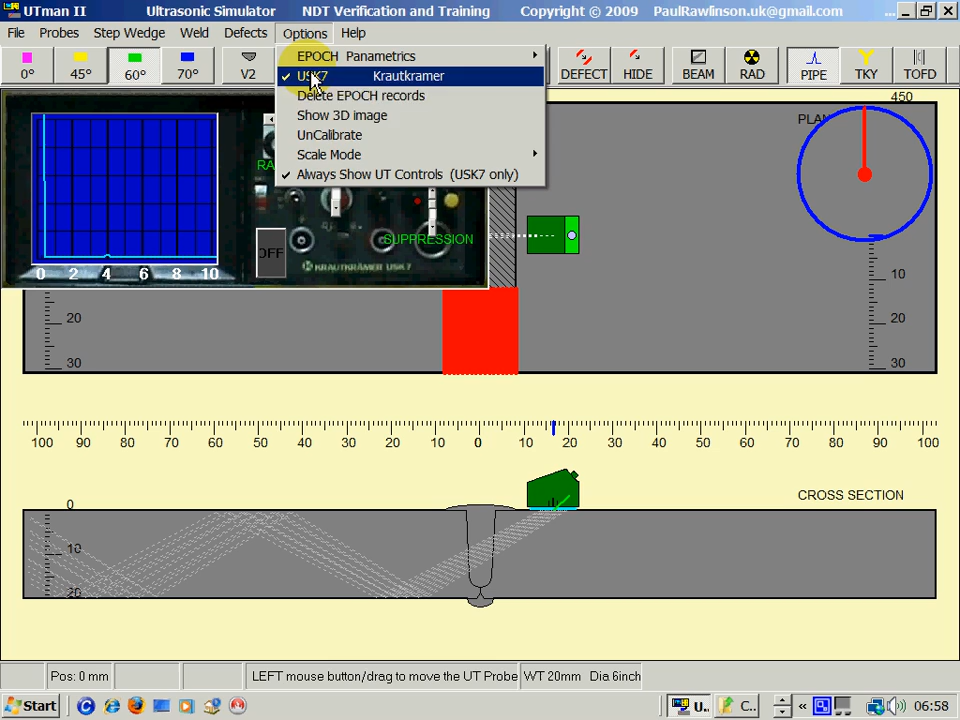 UTman II Ultrasonic Simulator NDT Verification and Training Copyright © 2009 PaulRawlinson.uk@gmail.com ...
File Probes Step Wedge Weld Defects Options Help
0° 45° 60° 70° V2 DEFECT HIDE BEAM RAD PIPE TKY TOFD
EPOCH Panametrics
USK7 Krautkramer
Delete EPOCH records
Show 3D image
UnCalibrate
Scale Mode
Always Show UT Controls (USK7 only)
450
SUPPRESSION
OFF
KRAUTKRÄMER USK7
0 2 4 6 8 10
10
20 20
30 30
100 90 80 70 60 50 40 30 20 10 0 10 20 30 40 50 60 70 80 90 100
CROSS SECTION
0
10
20
Pos: 0 mm LEFT mouse button/drag to move the UT Probe WT 20mm Dia 6inch
Start U.. C.. « 06:58